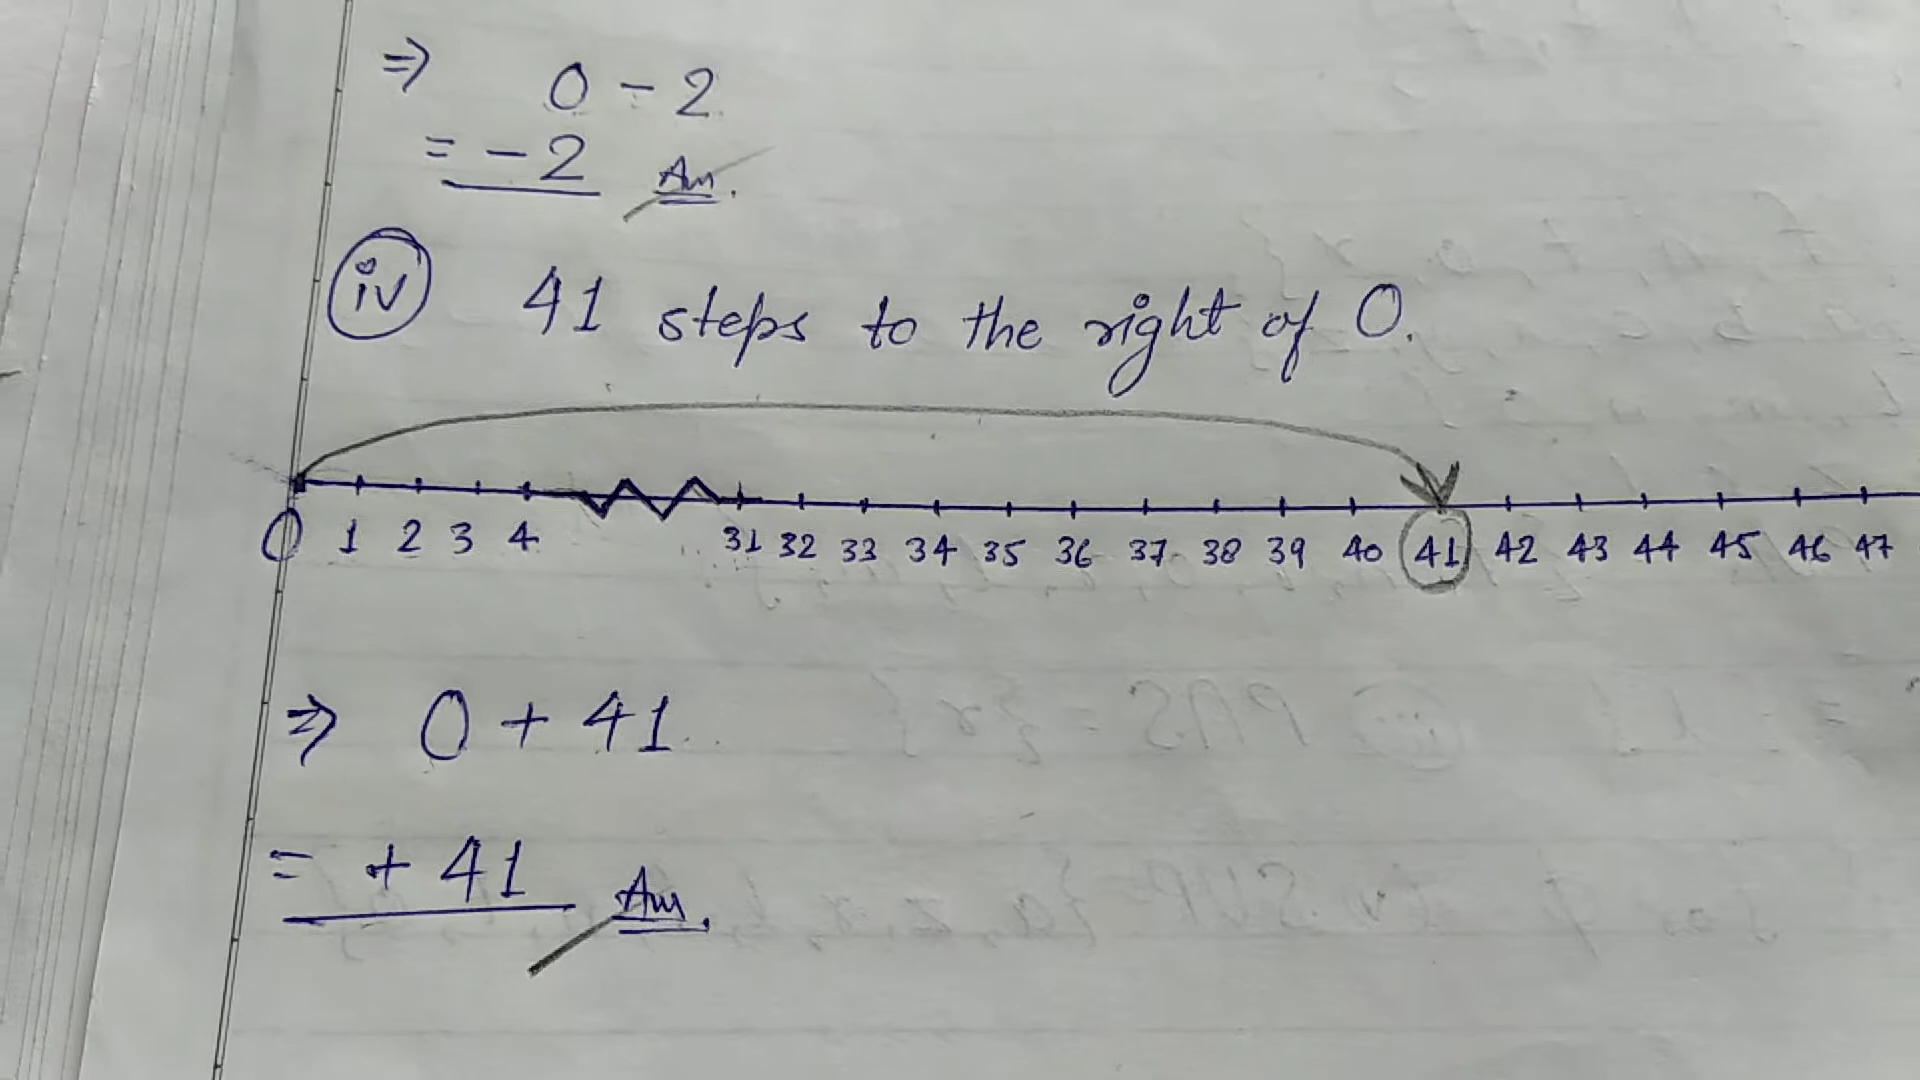 ⇒ 0 - 2
= - 2 Ans.
iv 41 steps to the right of 0.
0 1 2 3 4 31 32 33 34 35 36 37 38 39 40 41 42 43 44 45 46 47
⇒ 0 + 41
= + 41 Ans.